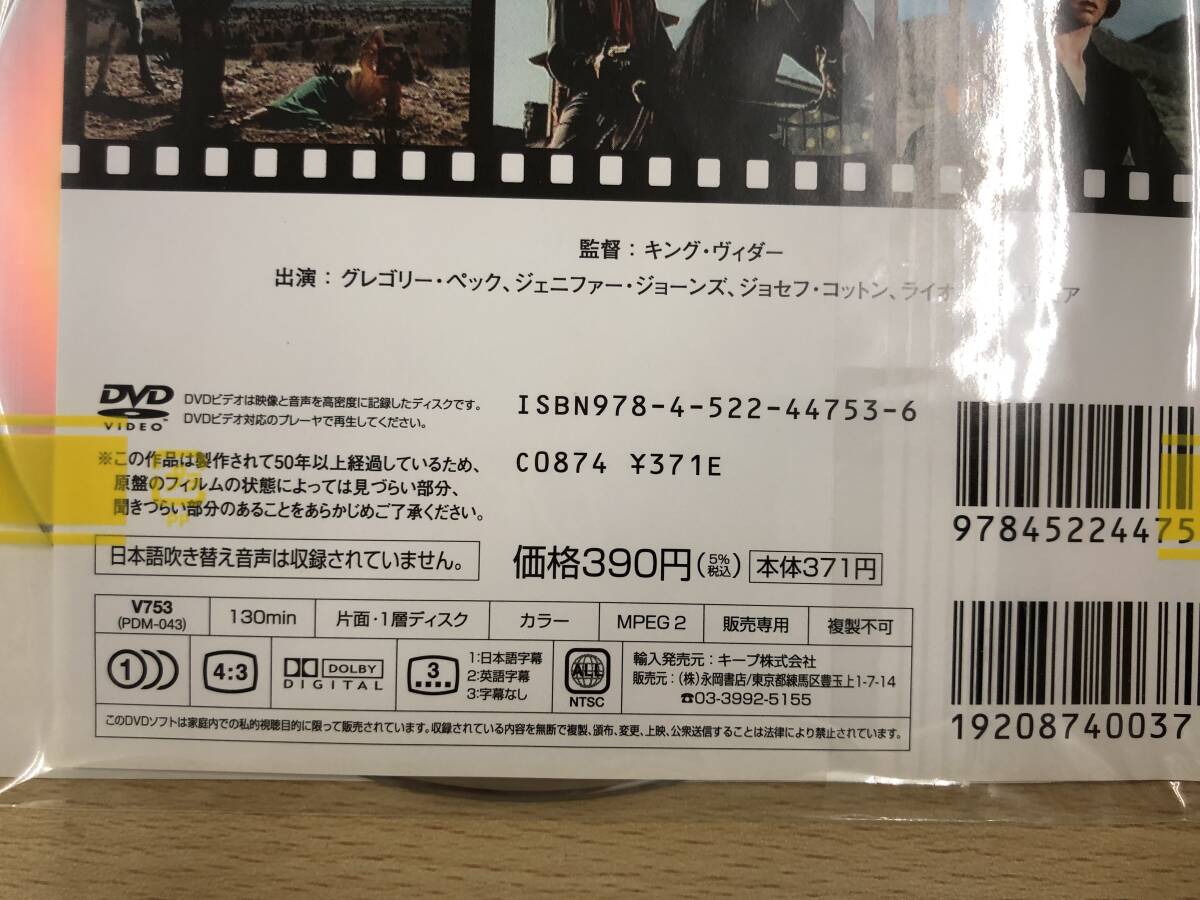 監督：キング・ヴィダー
出演：グレゴリー・ペック、ジェニファー・ジョーンズ、ジョセフ・コットン、ライオ
DVD
VIDEO
DVDビデオは映像と音声を高密度に記録したディスクです。
DVDビデオ対応のプレーヤで再生してください。
ISBN978-4-522-44753-6
C0874 ¥371E
※この作品は製作されて50年以上経過しているため、
原盤のフィルムの状態によっては見づらい部分、
聞きづらい部分のあることをあらかじめご了承ください。
PP
日本語吹き替え音声は収録されていません。
価格390円(5%税込) 本体371円
97845224475
V753
(PDM-043)
130min
片面・1層ディスク
カラー
MPEG 2
販売専用
複製不可
1
4:3
DOLBY
DIGITAL
3
1:日本語字幕
2:英語字幕
3:字幕なし
ALL
NTSC
輸入発売元：キープ株式会社
販売元：(株)永岡書店/東京都練馬区豊玉上1-7-14
☎03-3992-5155
このDVDソフトは家庭内での私的視聴目的に限って販売されています。収録されている内容を無断で複製、頒布、変更、上映、公衆送信することは法律により禁止されています。
19208740037